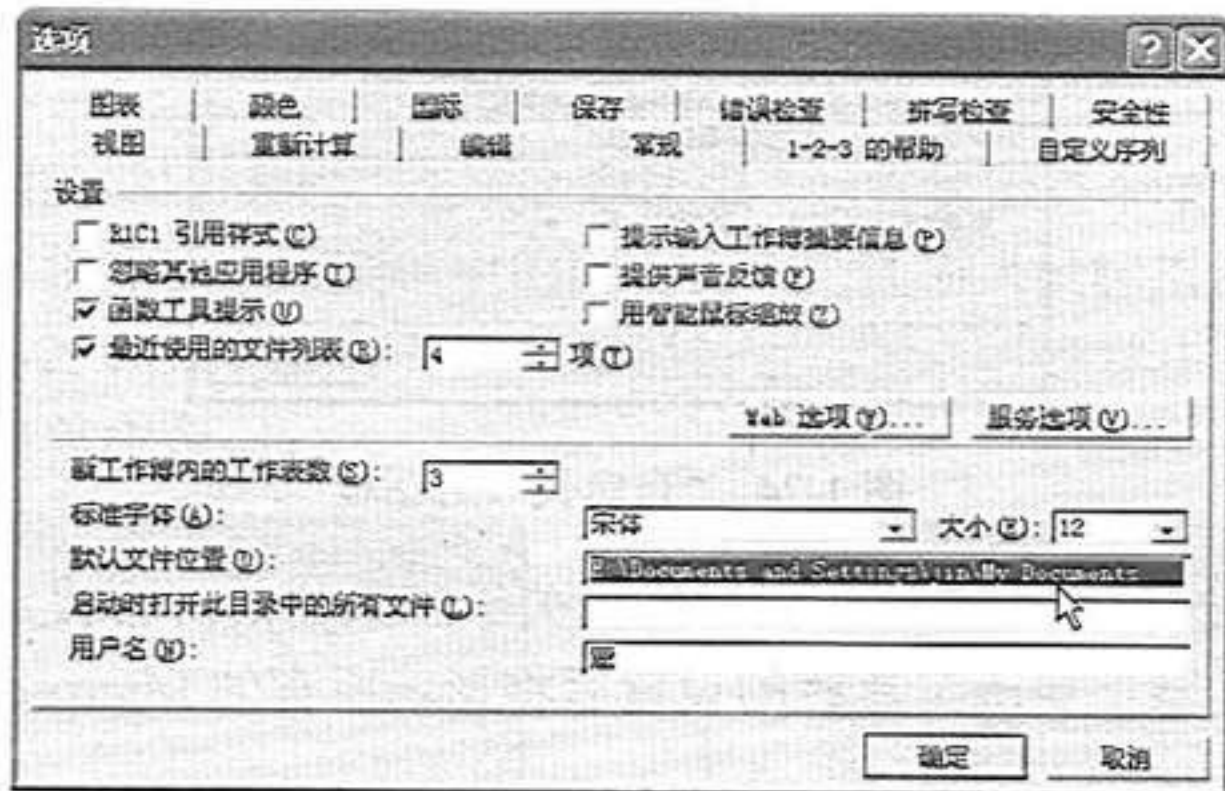 选项
图表 颜色 国际 保存 错误检查 拼写检查 安全性
视图 重新计算 编辑 常规 1-2-3 的帮助 自定义序列
设置
R1C1 引用样式(C) 提示输入工作簿摘要信息(P)
忽略其他应用程序(I) 提供声音反馈(F)
函数工具提示(U) 用智能鼠标缩放(Z)
最近使用的文件列表(R): 4 项(T)
Web 选项(P)... 服务选项(V)...
新工作簿内的工作表数(S): 3
标准字体(A): 宋体 大小(E): 12
默认文件位置(D): \Documents and Settings\ \My Documents
启动时打开此目录中的所有文件(L):
用户名(N):
确定 取消